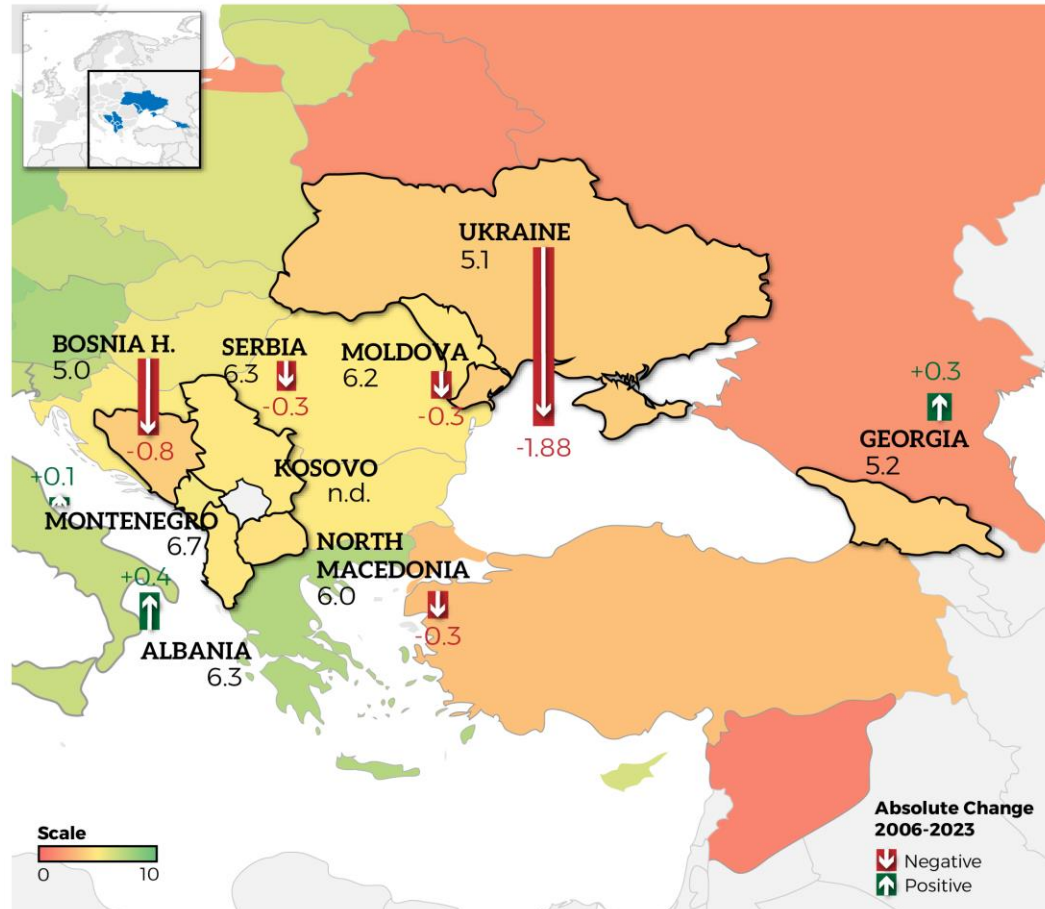 UKRAINE
5.1
-1.88
BOSNIA H.
5.0
-0.8
SERBIA
6.3
-0.3
MOLDOVA
6.2
-0.3
+0.3
GEORGIA
5.2
KOSOVO
n.d.
+0.1
MONTENEGRO
6.7
NORTH
MACEDONIA
6.0
-0.3
+0.4
ALBANIA
6.3
Scale
0 10
Absolute Change
2006-2023
Negative
Positive